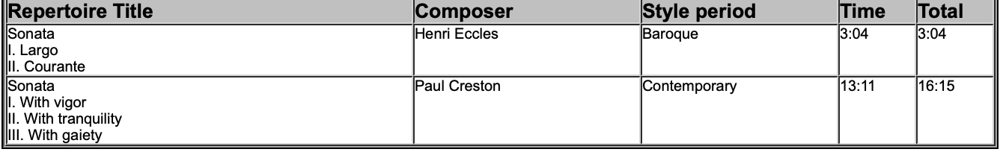 Repertoire Title Composer Style period Time Total
Sonata Henri Eccles Baroque 3:04 3:04
I. Largo
II. Courante
Sonata Paul Creston Contemporary 13:11 16:15
I. With vigor
II. With tranquility
III. With gaiety